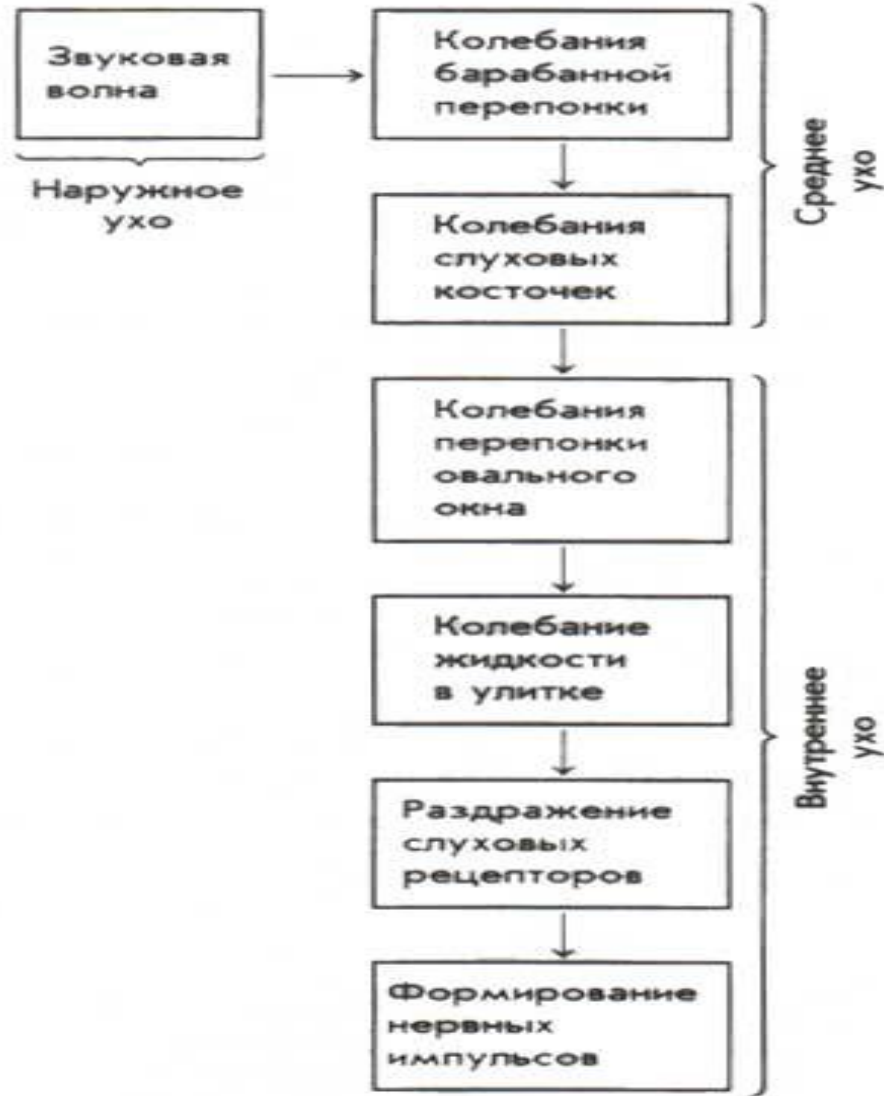 Звуковая
волна
Наружное
ухо
Колебания
барабанной
перепонки
Колебания
слуховых
косточек
Среднее
ухо
Колебания
перепонки
овального
окна
Колебание
жидкости
в улитке
Раздражение
слуховых
рецепторов
Формирование
нервных
импульсов
Внутреннее
ухо